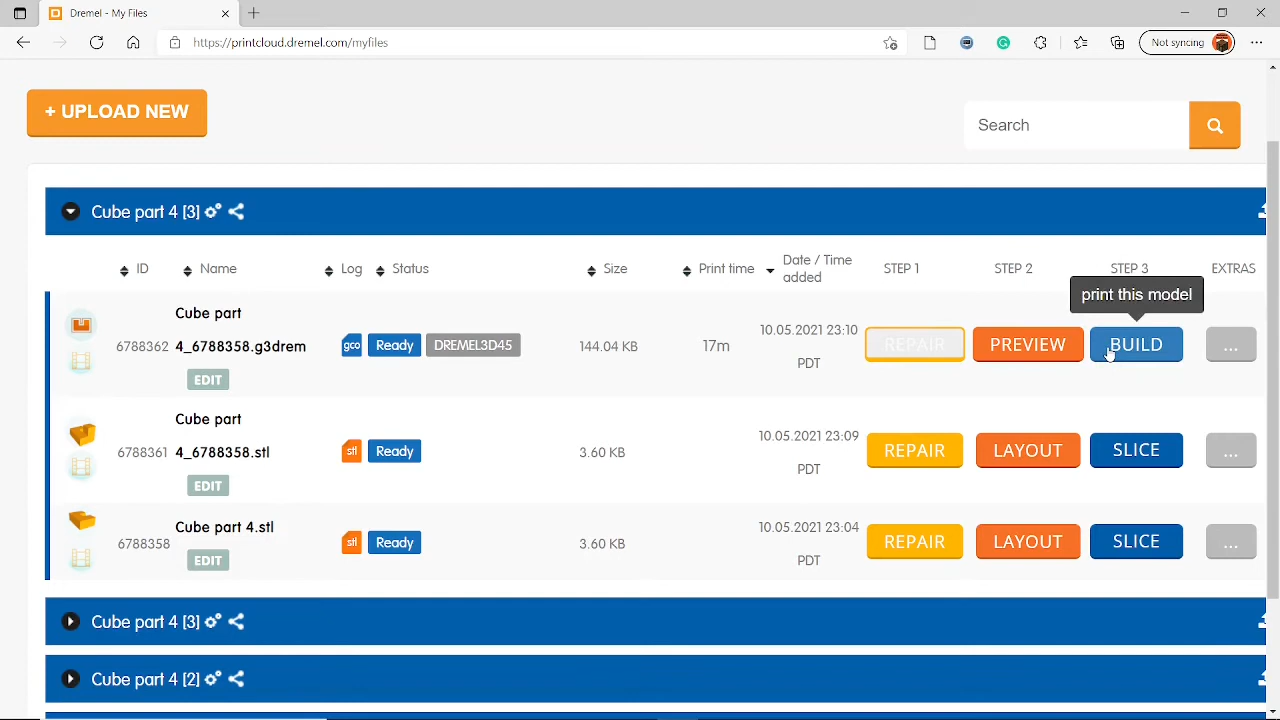 Dremel - My Files
https://printcloud.dremel.com/myfiles
Not syncing
+ UPLOAD NEW
Search
Cube part 4 [3]
ID Name Log Status Size Print time Date / Time added STEP 1 STEP 2 STEP 3 EXTRAS
print this model
Cube part
6788362 4_6788358.g3drem gco Ready DREMEL3D45 144.04 KB 17m 10.05.2021 23:10 PDT REPAIR PREVIEW BUILD ...
EDIT
Cube part
6788361 4_6788358.stl stl Ready 3.60 KB 10.05.2021 23:09 PDT REPAIR LAYOUT SLICE ...
EDIT
Cube part 4.stl
6788358 stl Ready 3.60 KB 10.05.2021 23:04 PDT REPAIR LAYOUT SLICE ...
EDIT
Cube part 4 [3]
Cube part 4 [2]